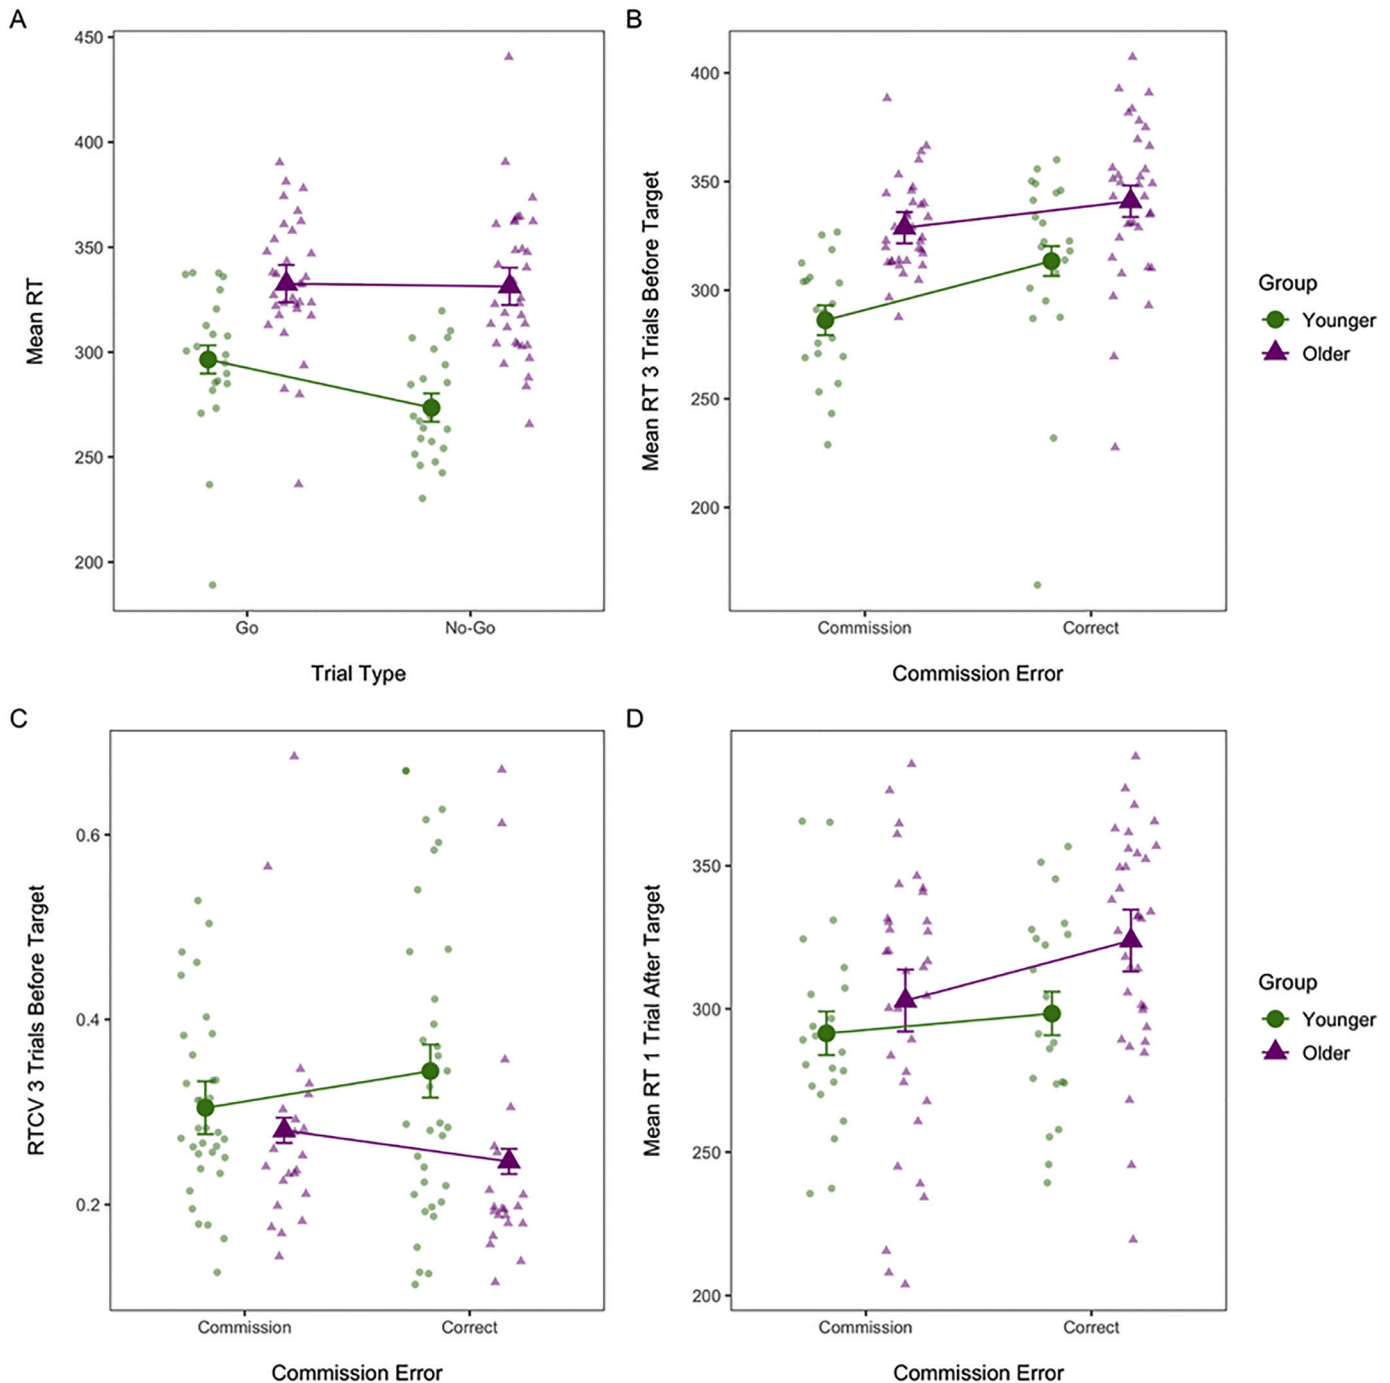 A
Mean RT
450
400
350
300
250
200
Go
No-Go
Trial Type
B
Mean RT 3 Trials Before Target
400
350
300
250
200
Commission
Correct
Commission Error
Group
Younger
Older
C
RTCV 3 Trials Before Target
0.6
0.4
0.2
Commission
Correct
Commission Error
D
Mean RT 1 Trial After Target
350
300
250
200
Commission
Correct
Commission Error
Group
Younger
Older